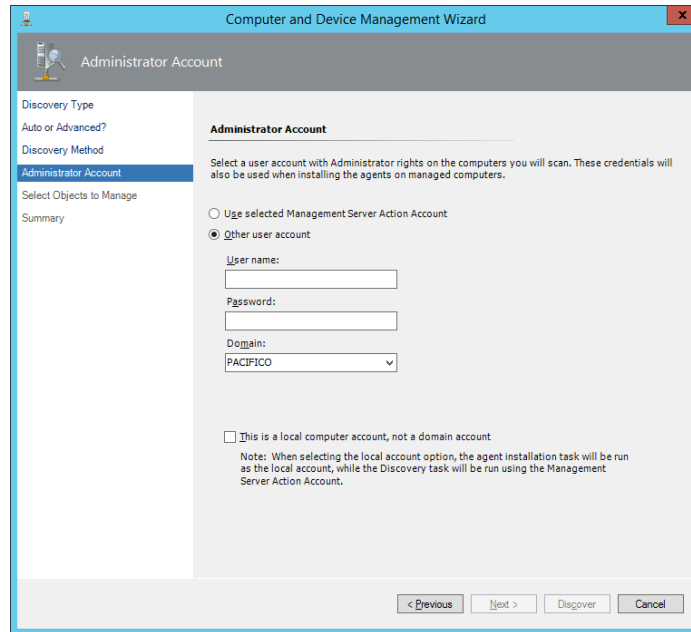 Computer and Device Management Wizard
x
Administrator Account
Discovery Type
Auto or Advanced?
Discovery Method
Administrator Account
Select Objects to Manage
Summary
Administrator Account
Select a user account with Administrator rights on the computers you will scan. These credentials will
also be used when installing the agents on managed computers.
Use selected Management Server Action Account
Other user account
User name:
Password:
Domain:
PACIFICO
This is a local computer account, not a domain account
Note: When selecting the local account option, the agent installation task will be run
as the local account, while the Discovery task will be run using the Management
Server Action Account.
< Previous
Next >
Discover
Cancel